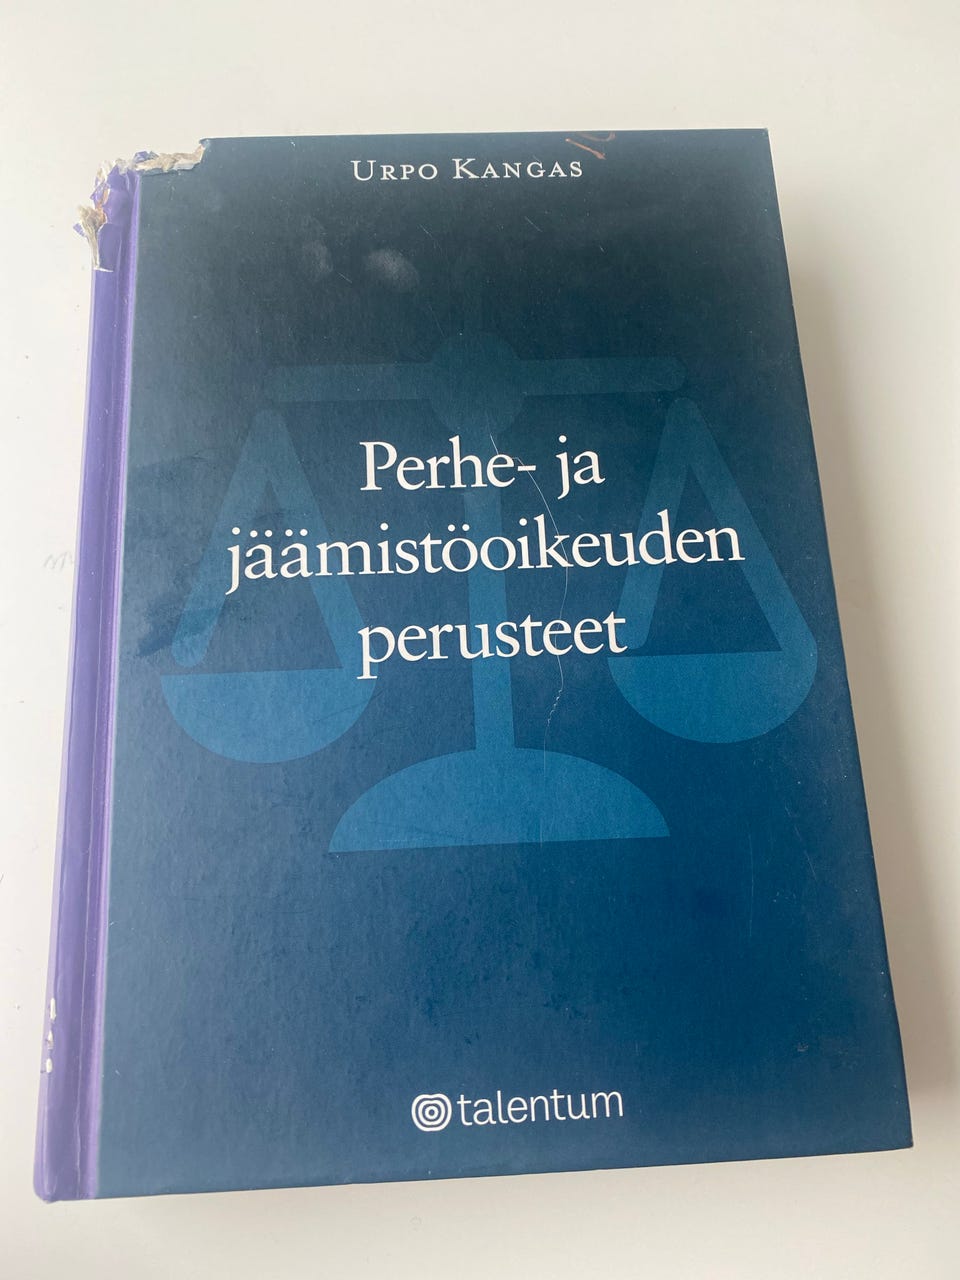 URPO KANGAS
Perhe- ja
jäämistöoikeuden
perusteet
talentum